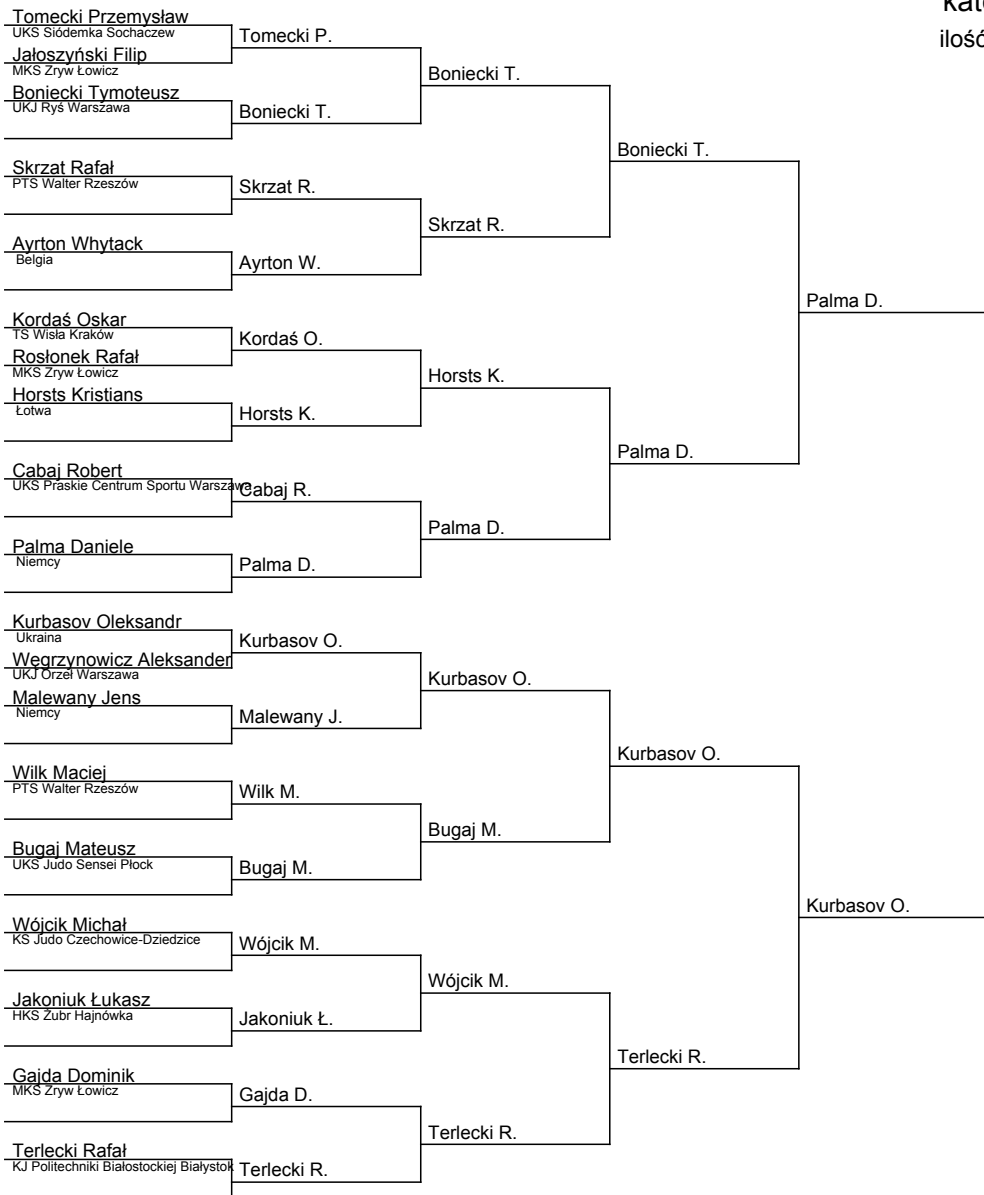 kate
ilość
Tomecki Przemysław
UKS Siódemka Sochaczew
Jałoszyński Filip
MKS Zryw Łowicz
Boniecki Tymoteusz
UKJ Ryś Warszawa
Skrzat Rafał
PTS Walter Rzeszów
Ayrton Whytack
Belgia
Kordaś Oskar
TS Wisła Kraków
Rosłonek Rafał
MKS Zryw Łowicz
Horsts Kristians
Łotwa
Cabaj Robert
UKS Praskie Centrum Sportu Warszawa
Palma Daniele
Niemcy
Kurbasov Oleksandr
Ukraina
Węgrzynowicz Aleksander
UKJ Orzeł Warszawa
Malewany Jens
Niemcy
Wilk Maciej
PTS Walter Rzeszów
Bugaj Mateusz
UKS Judo Sensei Płock
Wójcik Michał
KS Judo Czechowice-Dziedzice
Jakoniuk Łukasz
HKS Żubr Hajnówka
Gajda Dominik
MKS Zryw Łowicz
Terlecki Rafał
KJ Politechniki Białostockiej Białystok
Tomecki P.
Boniecki T.
Skrzat R.
Ayrton W.
Kordaś O.
Horsts K.
Cabaj R.
Palma D.
Kurbasov O.
Malewany J.
Wilk M.
Bugaj M.
Wójcik M.
Jakoniuk Ł.
Gajda D.
Terlecki R.
Boniecki T.
Skrzat R.
Horsts K.
Palma D.
Kurbasov O.
Bugaj M.
Wójcik M.
Terlecki R.
Boniecki T.
Palma D.
Kurbasov O.
Terlecki R.
Palma D.
Kurbasov O.